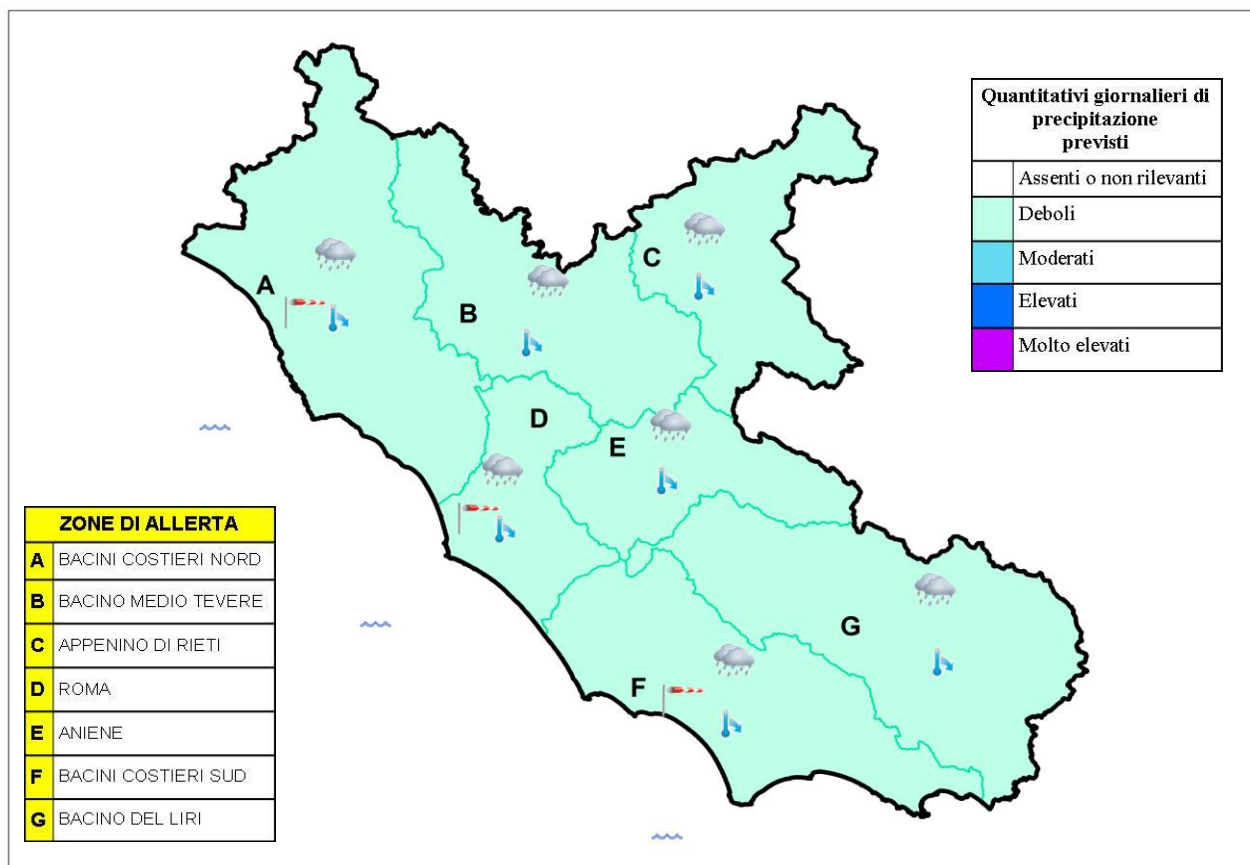 Quantitativi giornalieri di
precipitazione
previsti
Assenti o non rilevanti
Deboli
Moderati
Elevati
Molto elevati
C
A
B
D
E
G
F
ZONE DI ALLERTA
A BACINI COSTIERI NORD
B BACINO MEDIO TEVERE
C APPENINO DI RIETI
D ROMA
E ANIENE
F BACINI COSTIERI SUD
G BACINO DEL LIRI